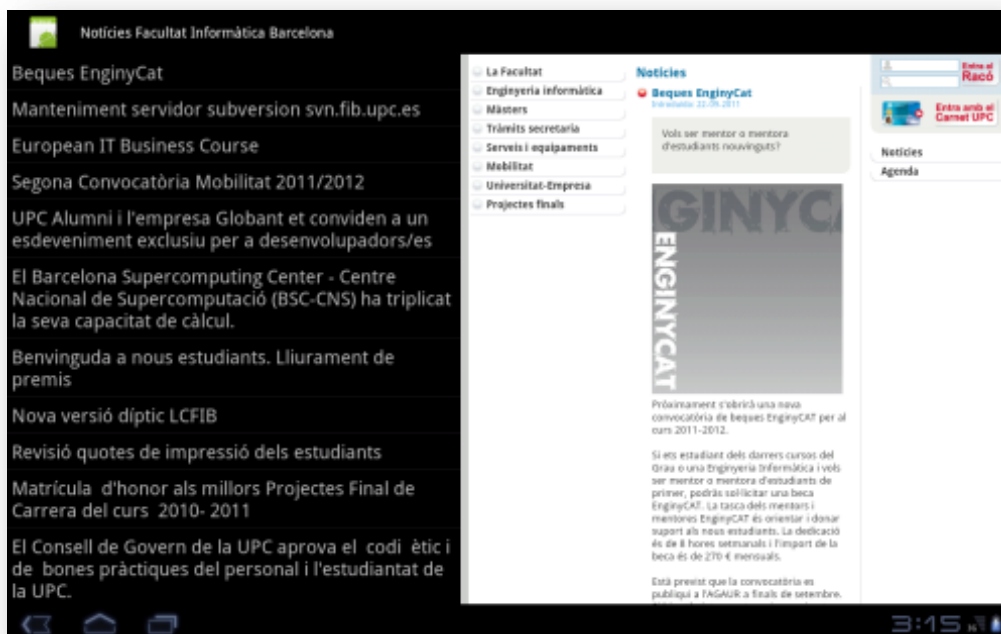 Notícies Facultat Informàtica Barcelona
Beques EnginyCat
Manteniment servidor subversion svn.fib.upc.es
European IT Business Course
Segona Convocatòria Mobilitat 2011/2012
UPC Alumni i l'empresa Globant et conviden a un
esdeveniment exclusiu per a desenvolupadors/es
El Barcelona Supercomputing Center - Centre
Nacional de Supercomputació (BSC-CNS) ha triplicat
la seva capacitat de càlcul.
Benvinguda a nous estudiants. Lliurament de
premis
Nova versió díptic LCFIB
Revisió quotes de impressió dels estudiants
Matrícula d'honor als millors Projectes Final de
Carrera del curs 2010- 2011
El Consell de Govern de la UPC aprova el codi ètic i
de bones pràctiques del personal i l'estudiantat de
la UPC.
La Facultat
Enginyeria informàtica
Màsters
Tràmits secretaria
Serveis i equipaments
Mobilitat
Universitat-Empresa
Projectes finals
Notícies
Beques EnginyCat
Introduïda: 22-09-2011
Vols ser mentor o mentora
d'estudiants nouvinguts?
GINYCA
ENGINYCAT
Pròximament s'obrirà una nova
convocatòria de beques EnginyCAT per al
curs 2011-2012.
Si ets estudiant dels darrers cursos del
Grau o una Enginyeria Informàtica i vols
ser mentor o mentora d'estudiants de
primer, podràs sol·licitar una beca
EnginyCAT. La tasca dels mentors i
mentores EnginyCAT és orientar i donar
suport als nous estudiants. La dedicació
és de 8 hores setmanals i l'import de la
beca és de 270 € mensuals.
Està previst que la convocatòria es
publiqui a l'AGAUR a finals de setembre.
Entra al
Racó
Entra amb el
Carnet UPC
Notícies
Agenda
3:15